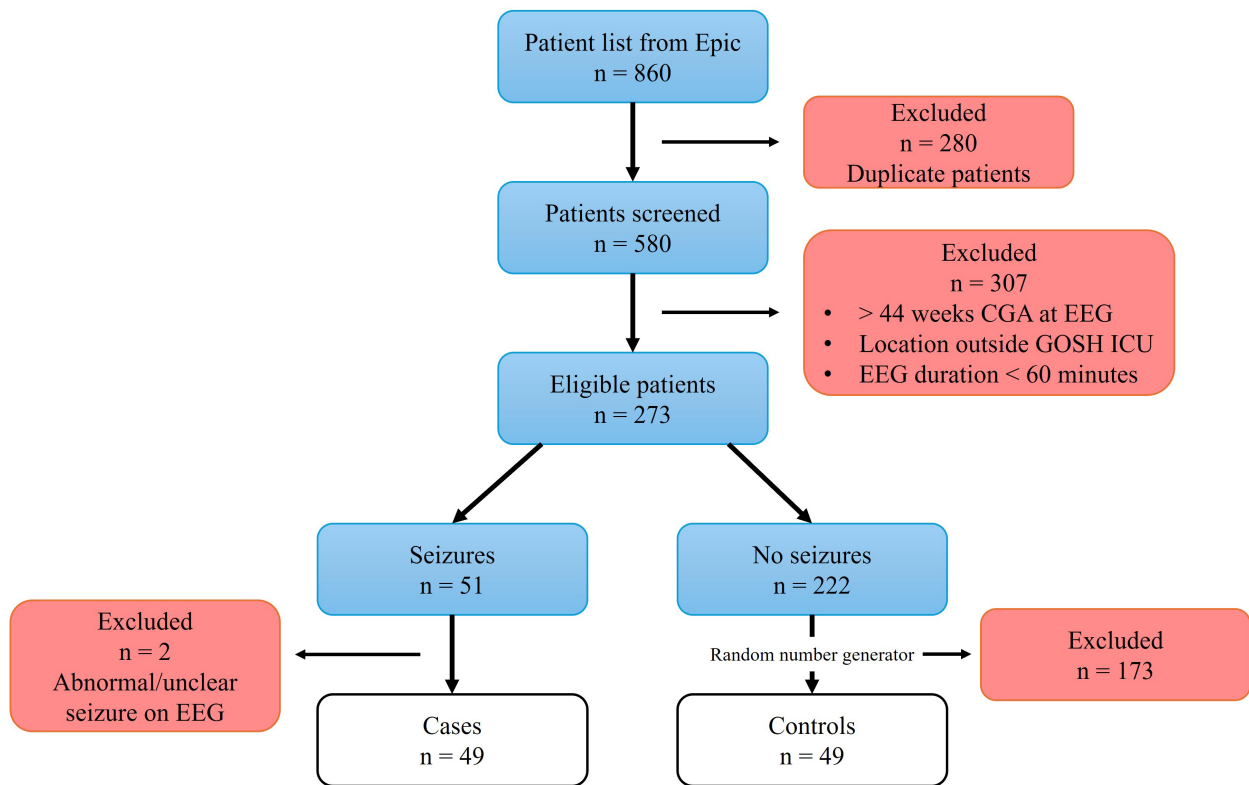 Patient list from Epic
n = 860
Excluded
n = 280
Duplicate patients
Patients screened
n = 580
Excluded
n = 307
• > 44 weeks CGA at EEG
• Location outside GOSH ICU
• EEG duration < 60 minutes
Eligible patients
n = 273
Seizures
n = 51
No seizures
n = 222
Excluded
n = 2
Abnormal/unclear
seizure on EEG
Random number generator
Excluded
n = 173
Cases
n = 49
Controls
n = 49